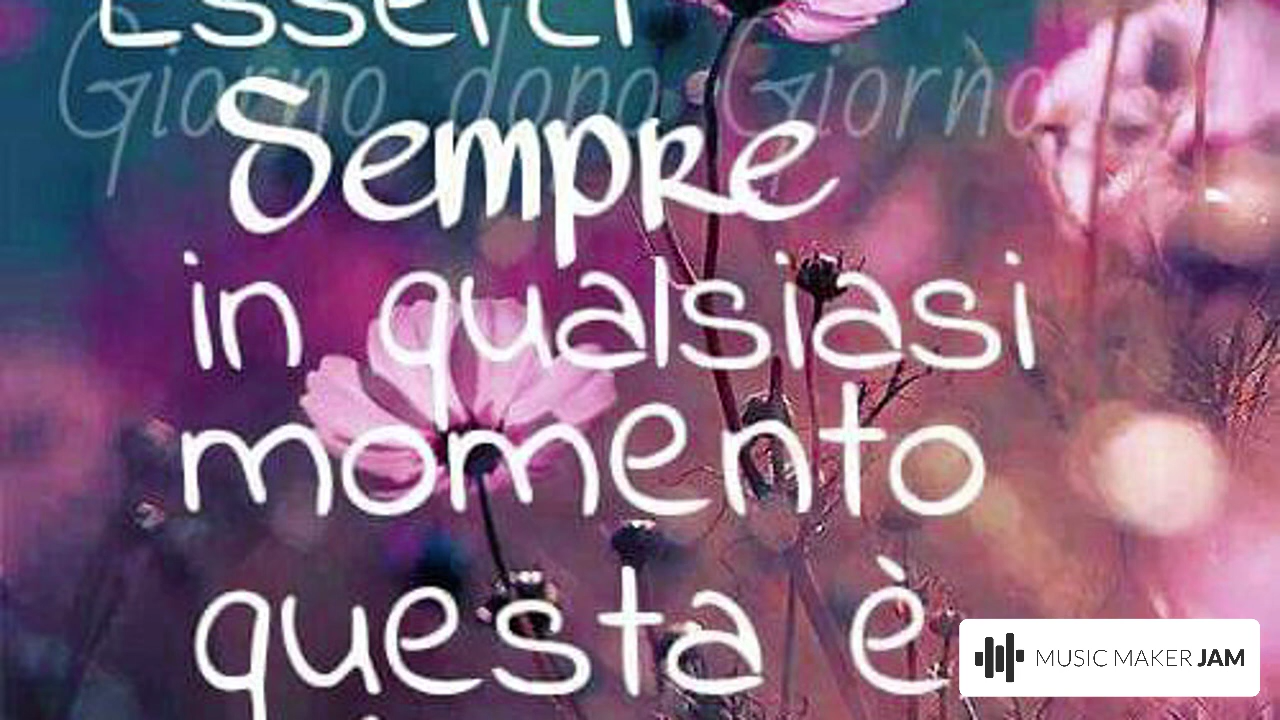 Esserci
Giorno dopo Giorno
Sempre
in qualsiasi
momento
questa è
MUSIC MAKER JAM